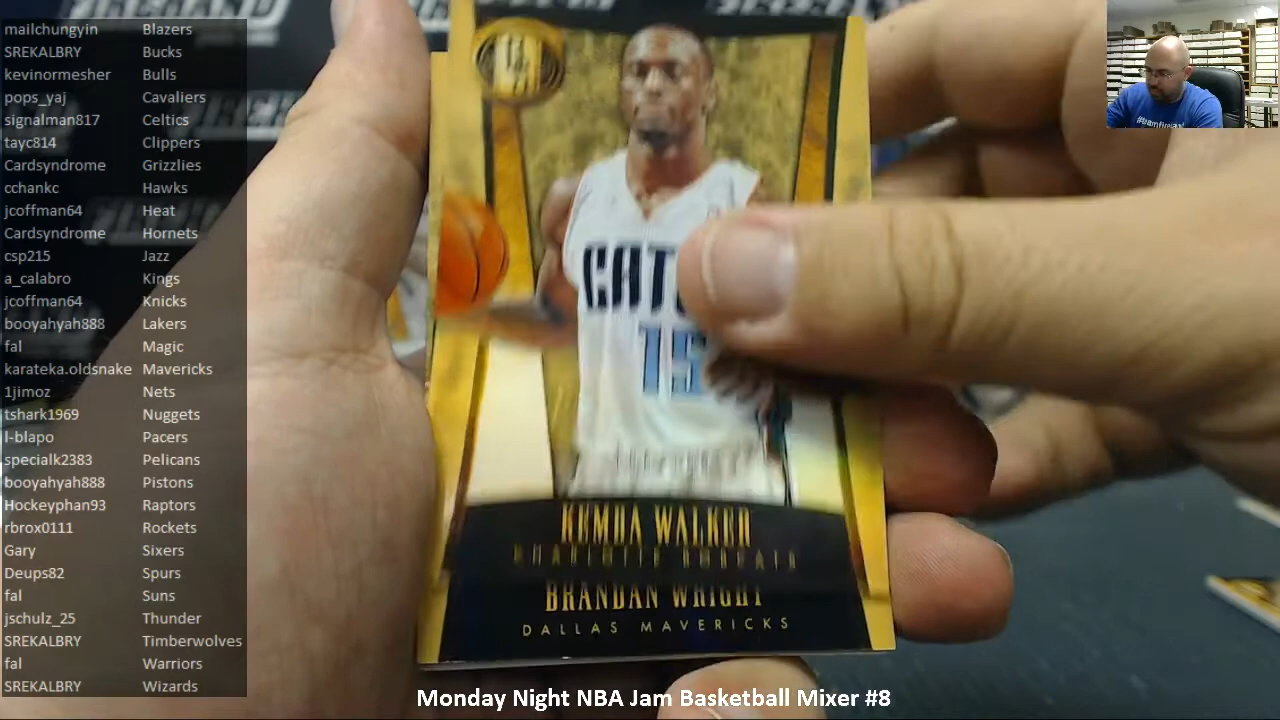 mailchungyin Blazers
SREKALBRY Bucks
kevinormesher Bulls
pops_yaj Cavaliers
signalman817 Celtics
tayc814 Clippers
Cardsyndrome Grizzlies
cchankc Hawks
jcoffman64 Heat
Cardsyndrome Hornets
csp215 Jazz
a_calabro Kings
jcoffman64 Knicks
booyahyah888 Lakers
fal Magic
karateka.oldsnake Mavericks
1jimoz Nets
tshark1969 Nuggets
l-blapo Pacers
specialk2383 Pelicans
booyahyah888 Pistons
Hockeyphan93 Raptors
rbrox0111 Rockets
Gary Sixers
Deups82 Spurs
fal Suns
jschulz_25 Thunder
SREKALBRY Timberwolves
fal Warriors
SREKALBRY Wizards
15
KEMBA WALKER
CHARLOTTE BOBCATS
BRANDAN WRIGHT
DALLAS MAVERICKS
Monday Night NBA Jam Basketball Mixer #8